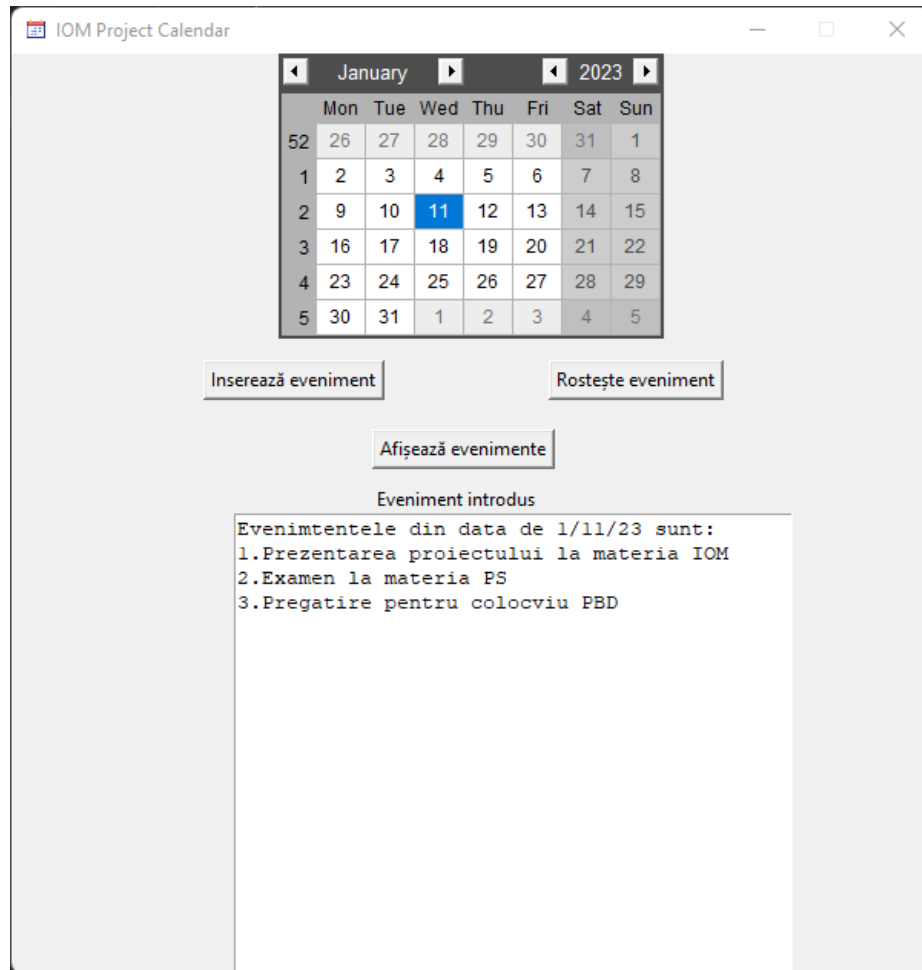 IOM Project Calendar
January 2023
Mon Tue Wed Thu Fri Sat Sun
52 26 27 28 29 30 31 1
1 2 3 4 5 6 7 8
2 9 10 11 12 13 14 15
3 16 17 18 19 20 21 22
4 23 24 25 26 27 28 29
5 30 31 1 2 3 4 5
Inserează eveniment Rostește eveniment
Afișează evenimente
Eveniment introdus
Evenimtentele din data de 1/11/23 sunt:
1.Prezentarea proiectului la materia IOM
2.Examen la materia PS
3.Pregatire pentru colocviu PBD